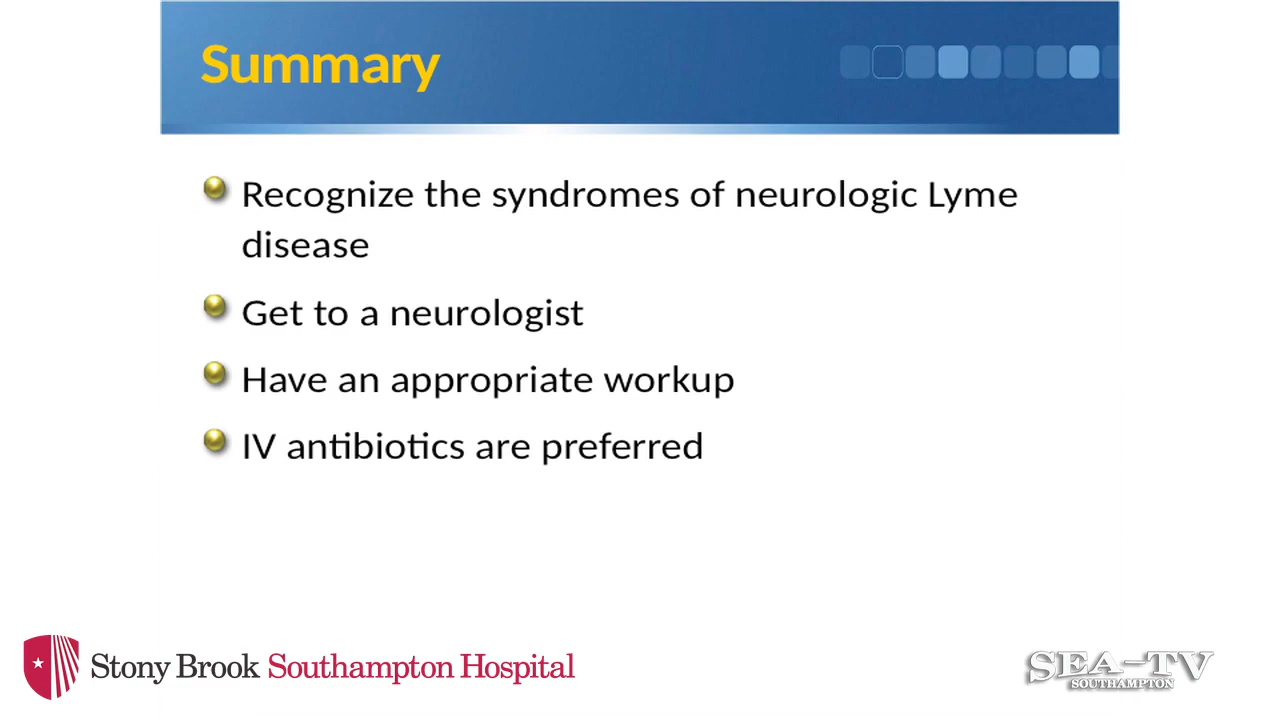 Summary
Recognize the syndromes of neurologic Lyme
disease
Get to a neurologist
Have an appropriate workup
IV antibiotics are preferred
Stony Brook Southampton Hospital
SEA-TV
SOUTHAMPTON